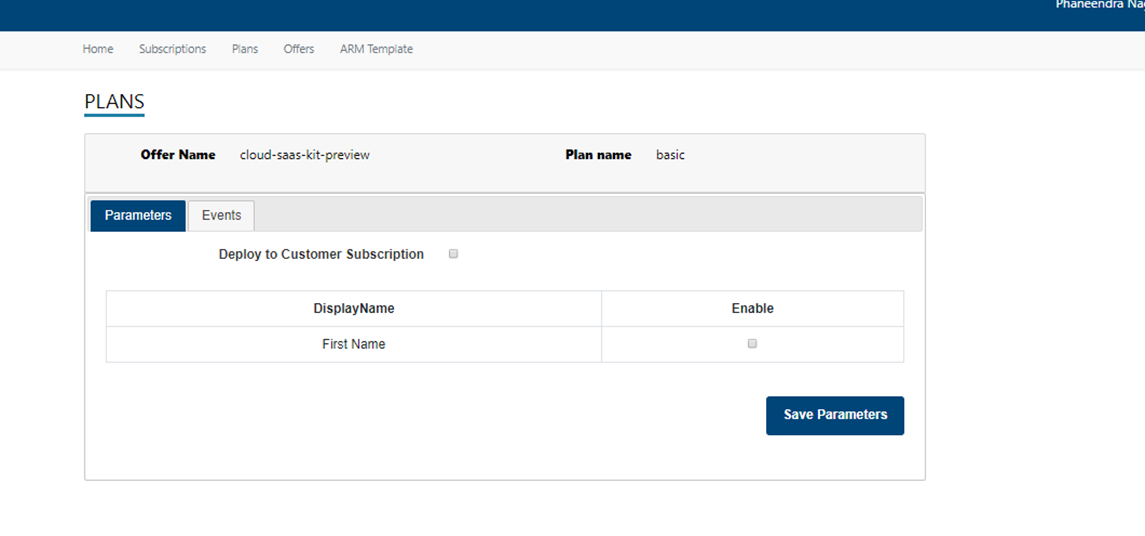 Phaneendra
Home Subscriptions Plans Offers ARM Template
PLANS
Offer Name cloud-saas-kit-preview Plan name basic
Parameters Events
Deploy to Customer Subscription
DisplayName Enable
First Name
Save Parameters